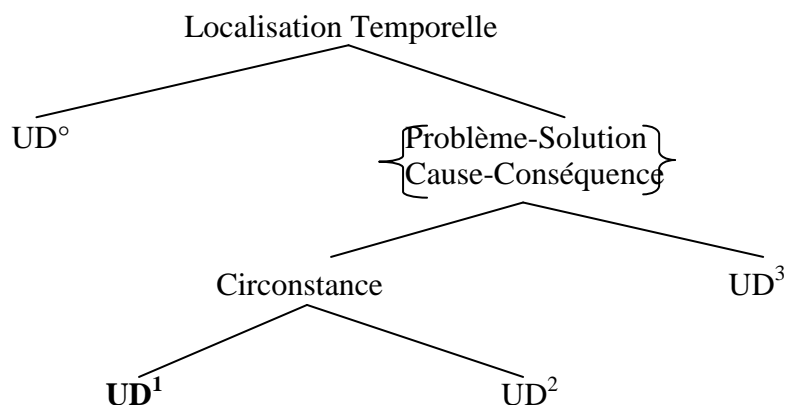 Localisation Temporelle
UD°
Problème-Solution
Cause-Conséquence
Circonstance
UD³
UD¹
UD²